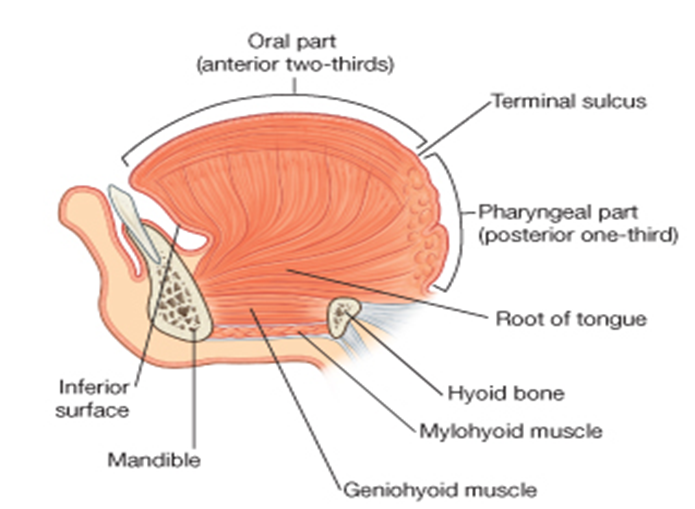 Oral part
(anterior two-thirds)
Terminal sulcus
Pharyngeal part
(posterior one-third)
Root of tongue
Inferior
surface
Hyoid bone
Mylohyoid muscle
Mandible
Geniohyoid muscle